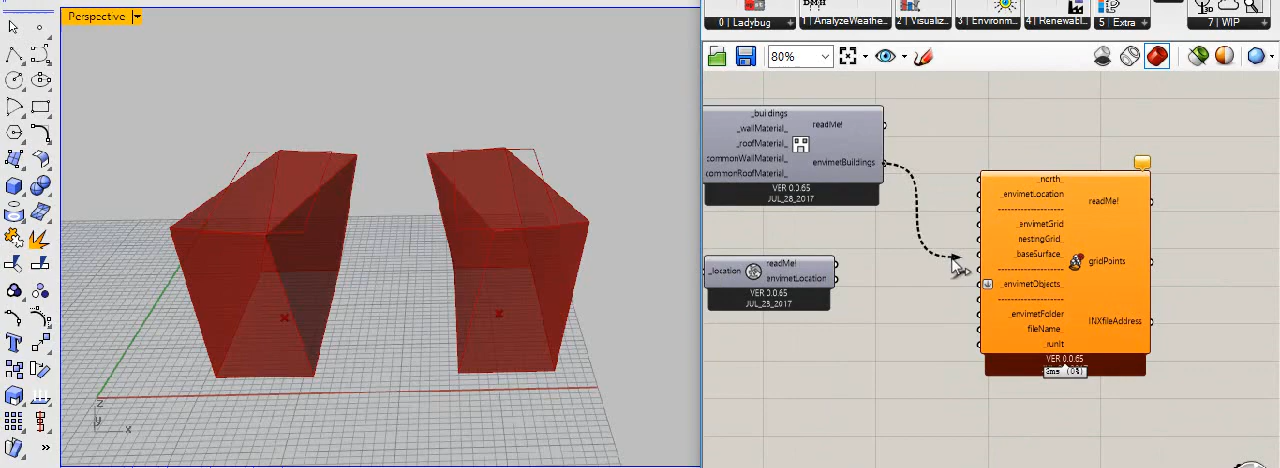 Perspective
0 | Ladybug
1 | AnalyzeWeathe..
2 | Visualiz..
3 | Environm..
4 | Renewabl..
5 | Extra
7 | WIP
80%
_buildings
_wallMaterial_
_roofMaterial_
commonWallMaterial_
commonRoofMaterial_
readMe!
envimetBuildings
VER 0.0.65
JUL_28_2017
_location
readMe!
envimetLocation
VER 0.0.65
JUL_23_2017
_north_
_envimetLocation
--------------------
_envimetGrid
nestingGrid_
_baseSurface_
_envimetObjects_
--------------------
_envimetFolder
fileName_
_runIt
readMe!
gridPoints
INXfileAddress
VER 0.0.65
z
y
x